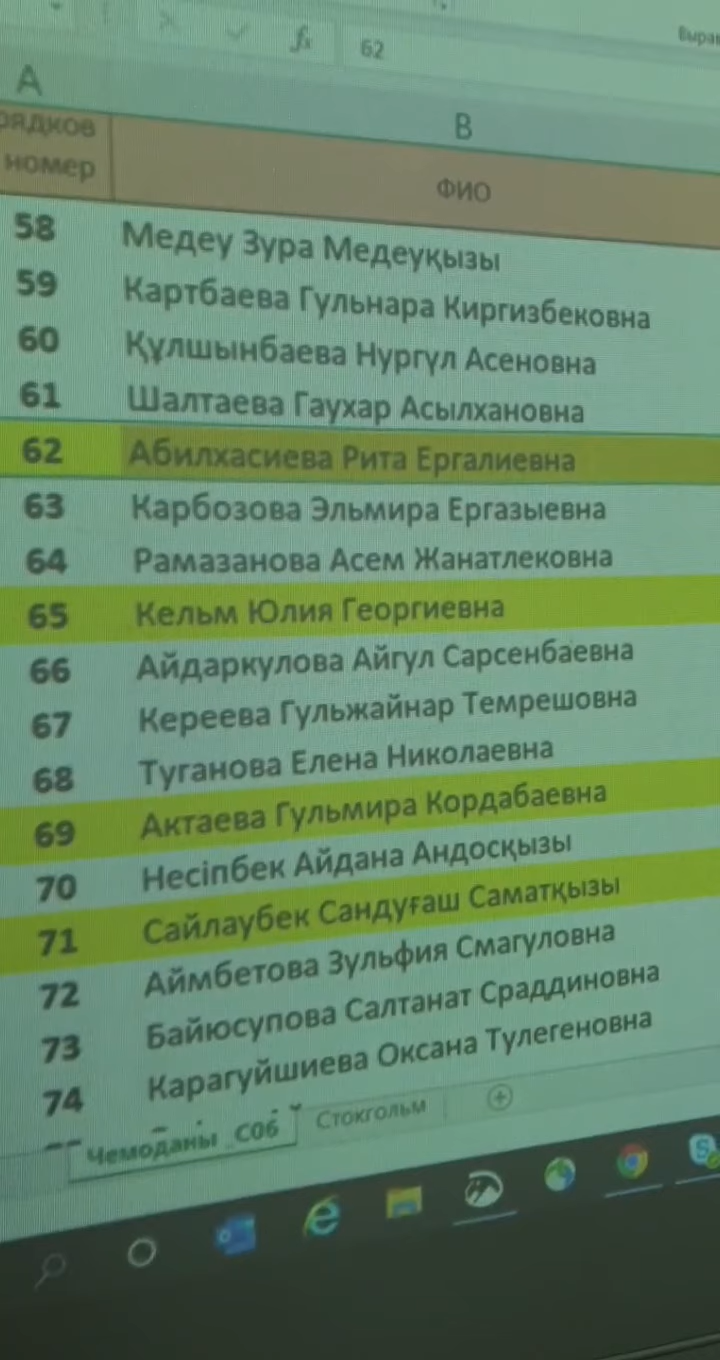 62
A
B
номер
ФИО
58 Медеу Зура Медеуқызы
59 Картбаева Гульнара Киргизбековна
60 Құлшынбаева Нургүл Асеновна
61 Шалтаева Гаухар Асылхановна
62 Абилхасиева Рита Ергалиевна
63 Карбозова Эльмира Ергазыевна
64 Рамазанова Асем Жанатлековна
65 Кельм Юлия Георгиевна
66 Айдаркулова Айгул Сарсенбаевна
67 Кереева Гульжайнар Темрешовна
68 Туганова Елена Николаевна
69 Актаева Гульмира Кордабаевна
70 Несіпбек Айдана Андосқызы
71 Сайлаубек Сандуғаш Саматқызы
72 Аймбетова Зульфия Смагуловна
73 Байюсупова Салтанат Сраддиновна
74 Карагуйшиева Оксана Тулегеновна
Чемоданы_СОб Стокгольм